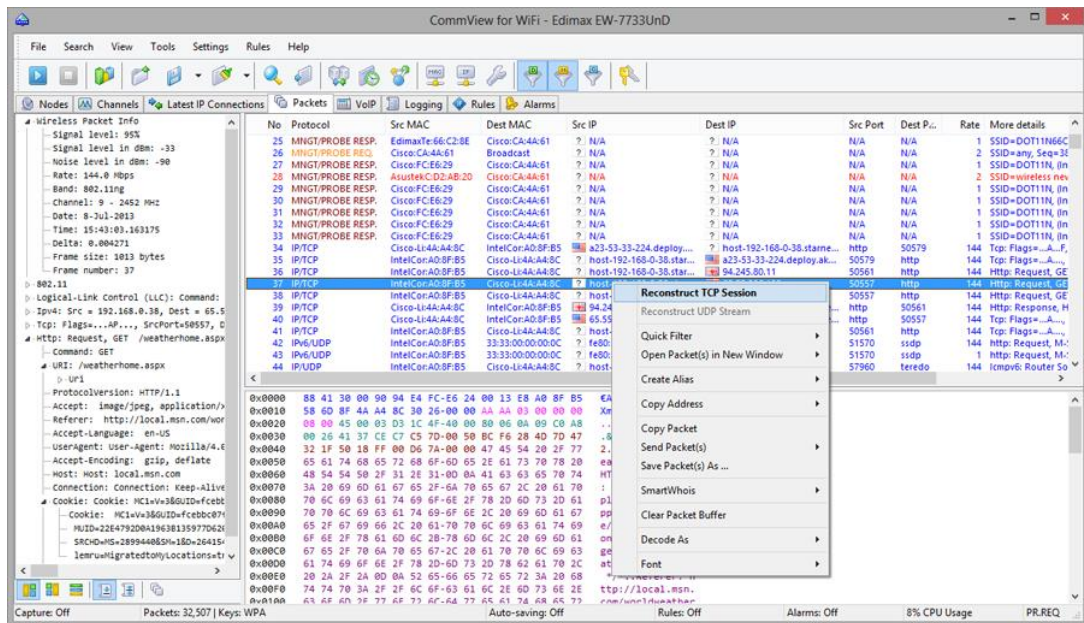 CommView for WiFi - Edimax EW-7733UnD
File Search View Tools Settings Rules Help
Nodes Channels Latest IP Connections Packets VoIP Logging Rules Alarms
Wireless Packet Info
Signal level: 95%
Signal level in dBm: -33
Noise level in dBm: -90
Rate: 144.0 Mbps
Band: 802.11ng
Channel: 9 - 2452 MHz
Date: 8-Jul-2013
Time: 15:43:03.163175
Delta: 0.004271
Frame size: 1013 bytes
Frame number: 37
802.11
Logical-Link Control (LLC): Command:
Ipv4: Src = 192.168.0.38, Dest = 65.5
Tcp: Flags=...AP..., SrcPort=50557, D
Http: Request, GET /weatherhome.aspx
Command: GET
URI: /weatherhome.aspx
Uri
ProtocolVersion: HTTP/1.1
Accept: image/jpeg, application/x
Referer: http://local.msn.com/wor
Accept-Language: en-US
UserAgent: User-Agent: Mozilla/4.0
Accept-Encoding: gzip, deflate
Host: Host: local.msn.com
Connection: Connection: Keep-Alive
Cookie: Cookie: MC1=V=3&GUID=fcebb
Cookie: MC1=V=3&GUID=fcebbc079
MUID=22E4792D0A19638135977D62
SRCHD=MS=2899440&SM=1&D=26415
lemru=MigratedtoMyLocations=t
No Protocol Src MAC Dest MAC Src IP Dest IP Src Port Dest P... Rate More details
25 MNGT/PROBE RESP. EdimaxTe:66:C2:8E Cisco:CA:4A:61 ? N/A ? N/A N/A N/A 1 SSID=DOT11N66C
26 MNGT/PROBE REQ. Cisco:CA:4A:61 Broadcast ? N/A ? N/A N/A N/A 2 SSID=any, Seq=38
27 MNGT/PROBE RESP. Cisco:FC:E6:29 Cisco:CA:4A:61 ? N/A ? N/A N/A N/A 1 SSID=DOT11N, (In
28 MNGT/PROBE RESP. AsustekC:D2:AB:20 Cisco:CA:4A:61 ? N/A ? N/A N/A N/A 2 SSID=wireless nev
29 MNGT/PROBE RESP. Cisco:FC:E6:29 Cisco:CA:4A:61 ? N/A ? N/A N/A N/A 1 SSID=DOT11N, (In
30 MNGT/PROBE RESP. Cisco:FC:E6:29 Cisco:CA:4A:61 ? N/A ? N/A N/A N/A 1 SSID=DOT11N, (In
31 MNGT/PROBE RESP. Cisco:FC:E6:29 Cisco:CA:4A:61 ? N/A ? N/A N/A N/A 1 SSID=DOT11N, (In
32 MNGT/PROBE RESP. Cisco:FC:E6:29 Cisco:CA:4A:61 ? N/A ? N/A N/A N/A 1 SSID=DOT11N, (In
33 MNGT/PROBE RESP. Cisco:FC:E6:29 Cisco:CA:4A:61 ? N/A ? N/A N/A N/A 1 SSID=DOT11N, (In
34 IP/TCP Cisco-Li:4A:A4:8C IntelCor:A0:8F:B5 a23-53-33-224.deploy.... ? host-192-168-0-38.starne... http 50579 144 Tcp: Flags=...A...F,
35 IP/TCP IntelCor:A0:8F:B5 Cisco-Li:4A:A4:8C ? host-192-168-0-38.star... a23-53-33-224.deploy.ak... 50579 http 144 Tcp: Flags=...A....,
36 IP/TCP IntelCor:A0:8F:B5 Cisco-Li:4A:A4:8C ? host-192-168-0-38.star... 94.245.80.11 50561 http 144 Http: Request, GE
37 IP/TCP IntelCor:A0:8F:B5 Cisco-Li:4A:A4:8C ? host- 50557 http 144 Http: Request, GE
38 IP/TCP IntelCor:A0:8F:B5 Cisco-Li:4A:A4:8C ? host- 50557 http 144 Http: Request, GE
39 IP/TCP Cisco-Li:4A:A4:8C IntelCor:A0:8F:B5 94.24 http 50561 144 Http: Response, H
40 IP/TCP Cisco-Li:4A:A4:8C IntelCor:A0:8F:B5 65.55 http 50557 144 Tcp: Flags=...A....,
41 IP/TCP IntelCor:A0:8F:B5 Cisco-Li:4A:A4:8C ? host- 50561 http 144 Tcp: Flags=...A....,
42 IPv6/UDP IntelCor:A0:8F:B5 33:33:00:00:00:0C ? fe80: 51570 ssdp 1 http: Request, M-
43 IPv6/UDP IntelCor:A0:8F:B5 33:33:00:00:00:0C ? fe80: 51570 ssdp 144 http: Request, M-
44 IP/UDP IntelCor:A0:8F:B5 Cisco-Li:4A:A4:8C ? host- 57960 teredo 144 Icmpv6: Router So
Reconstruct TCP Session
Reconstruct UDP Stream
Quick Filter
Open Packet(s) in New Window
Create Alias
Copy Address
Copy Packet
Send Packet(s)
Save Packet(s) As ...
SmartWhois
Clear Packet Buffer
Decode As
Font
0x0000 88 41 30 00 90 94 E4 FC-E6 24 00 13 E8 A0 8F B5
0x0010 58 6D 8F 4A A4 8C 30 26-00 00 AA AA 03 00 00 00
0x0020 08 00 45 00 03 D3 1C 4F-40 00 80 06 0A 09 C0 A8
0x0030 00 26 41 37 CE C7 C5 7D-00 50 BC F6 28 4D 7D 47
0x0040 32 1F 50 18 FF 00 D6 7A-00 00 47 45 54 20 2F 77
0x0050 65 61 74 68 65 72 68 6F-6D 65 2E 61 73 70 78 20
0x0060 48 54 54 50 2F 31 2E 31-0D 0A 41 63 63 65 70 74
0x0070 3A 20 69 6D 61 67 65 2F-6A 70 65 67 2C 20 61 70
0x0080 70 6C 69 63 61 74 69 6F-6E 2F 78 2D 6D 73 2D 61
0x0090 70 70 6C 69 63 61 74 69-6F 6E 2C 20 69 6D 61 67
0x00A0 65 2F 67 69 66 2C 20 61-70 70 6C 69 63 61 74 69
0x00B0 6F 6E 2F 78 61 6D 6C 2B-78 6D 6C 2C 20 69 6D 61
0x00C0 67 65 2F 70 6A 70 65 67-2C 20 61 70 70 6C 69 63
0x00D0 61 74 69 6F 6E 2F 78 2D-6D 73 2D 78 62 61 70 2C
0x00E0 20 2A 2F 2A 0D 0A 52 65-66 65 72 65 72 3A 20 68
0x00F0 74 74 70 3A 2F 2F 6C 6F-63 61 6C 2E 6D 73 6E 2E ttp://local.msn.
0x0100 63 6F 6D 2F 77 6F 72 6C-64 77 65 61 74 68 65 72 com/worldweather
Capture: Off Packets: 32,507 Keys: WPA Auto-saving: Off Rules: Off Alarms: Off 8% CPU Usage PR.REQ